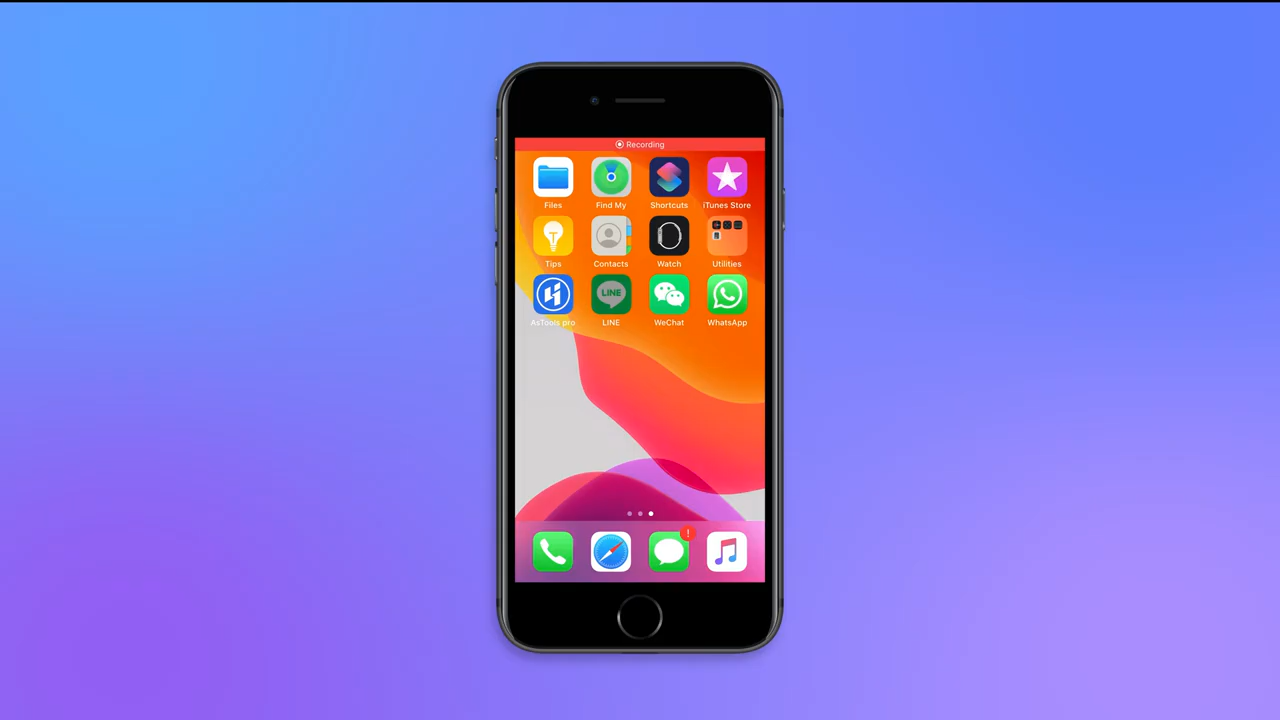 Recording
Files
Find My
Shortcuts
iTunes Store
Tips
Contacts
Watch
Utilities
LINE
AsTools pro
LINE
WeChat
WhatsApp
!